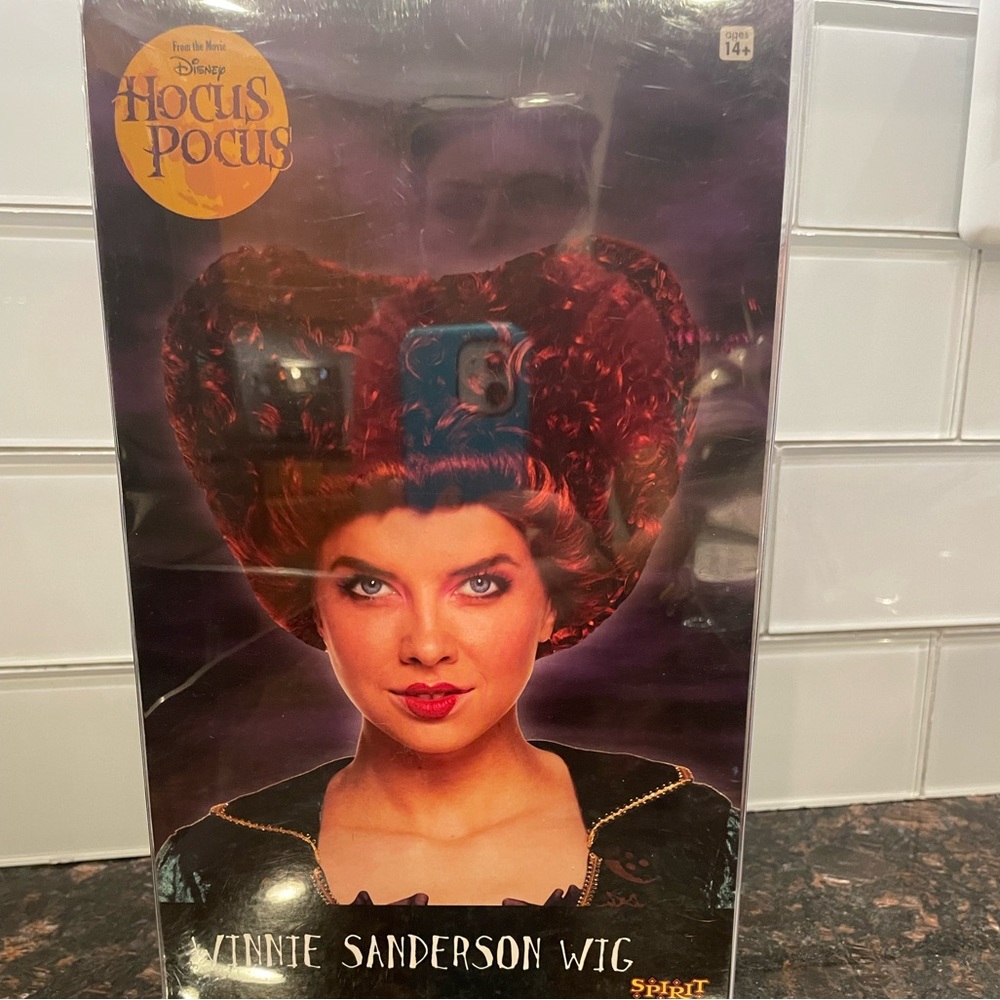 From the Movie
Disney
HOCUS
POCUS
ages
14+
WINNIE SANDERSON WIG
SPIRIT